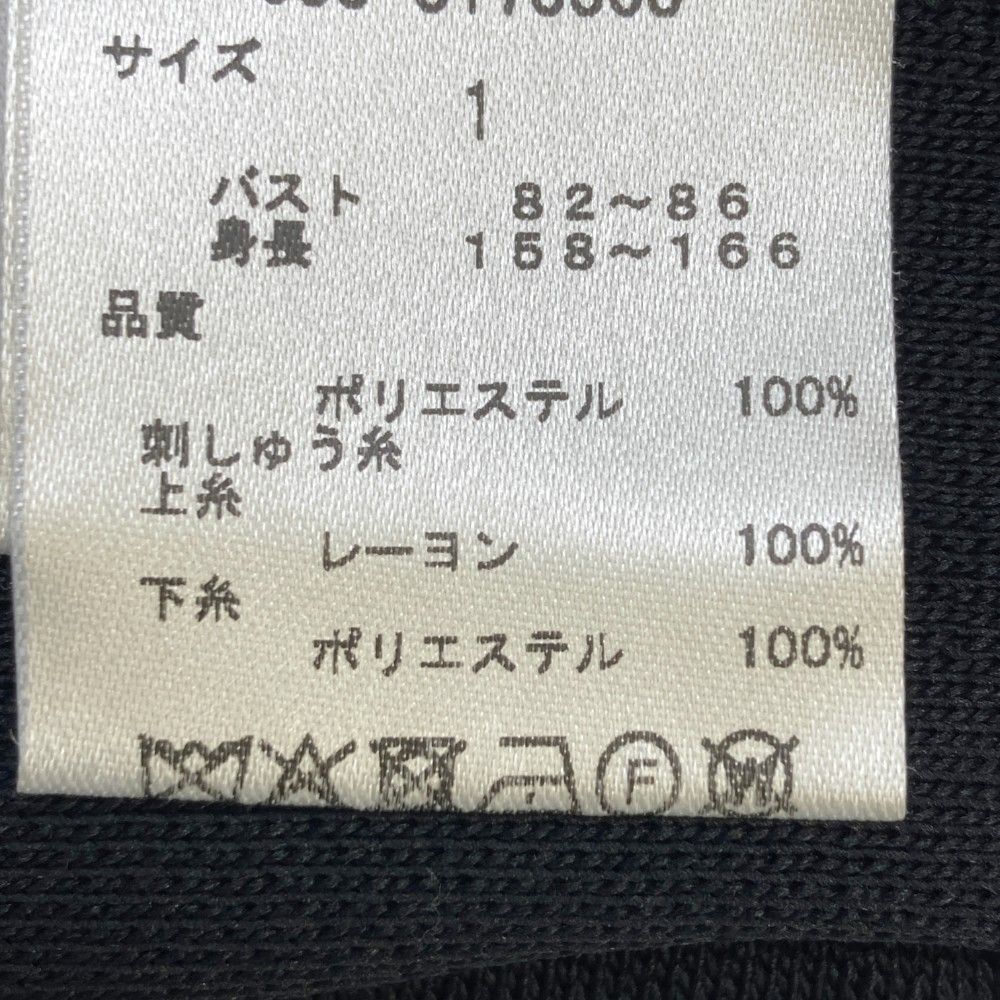 サイズ
1
バスト 82～86
身長 158～166
品質
ポリエステル 100%
刺しゅう糸
上糸
レーヨン 100%
下糸
ポリエステル 100%
F W